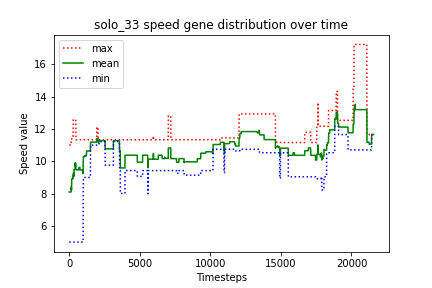 solo_33 speed gene distribution over time
max
mean
min
Speed value
16
14
12
10
8
6
0
5000
10000
15000
20000
Timesteps